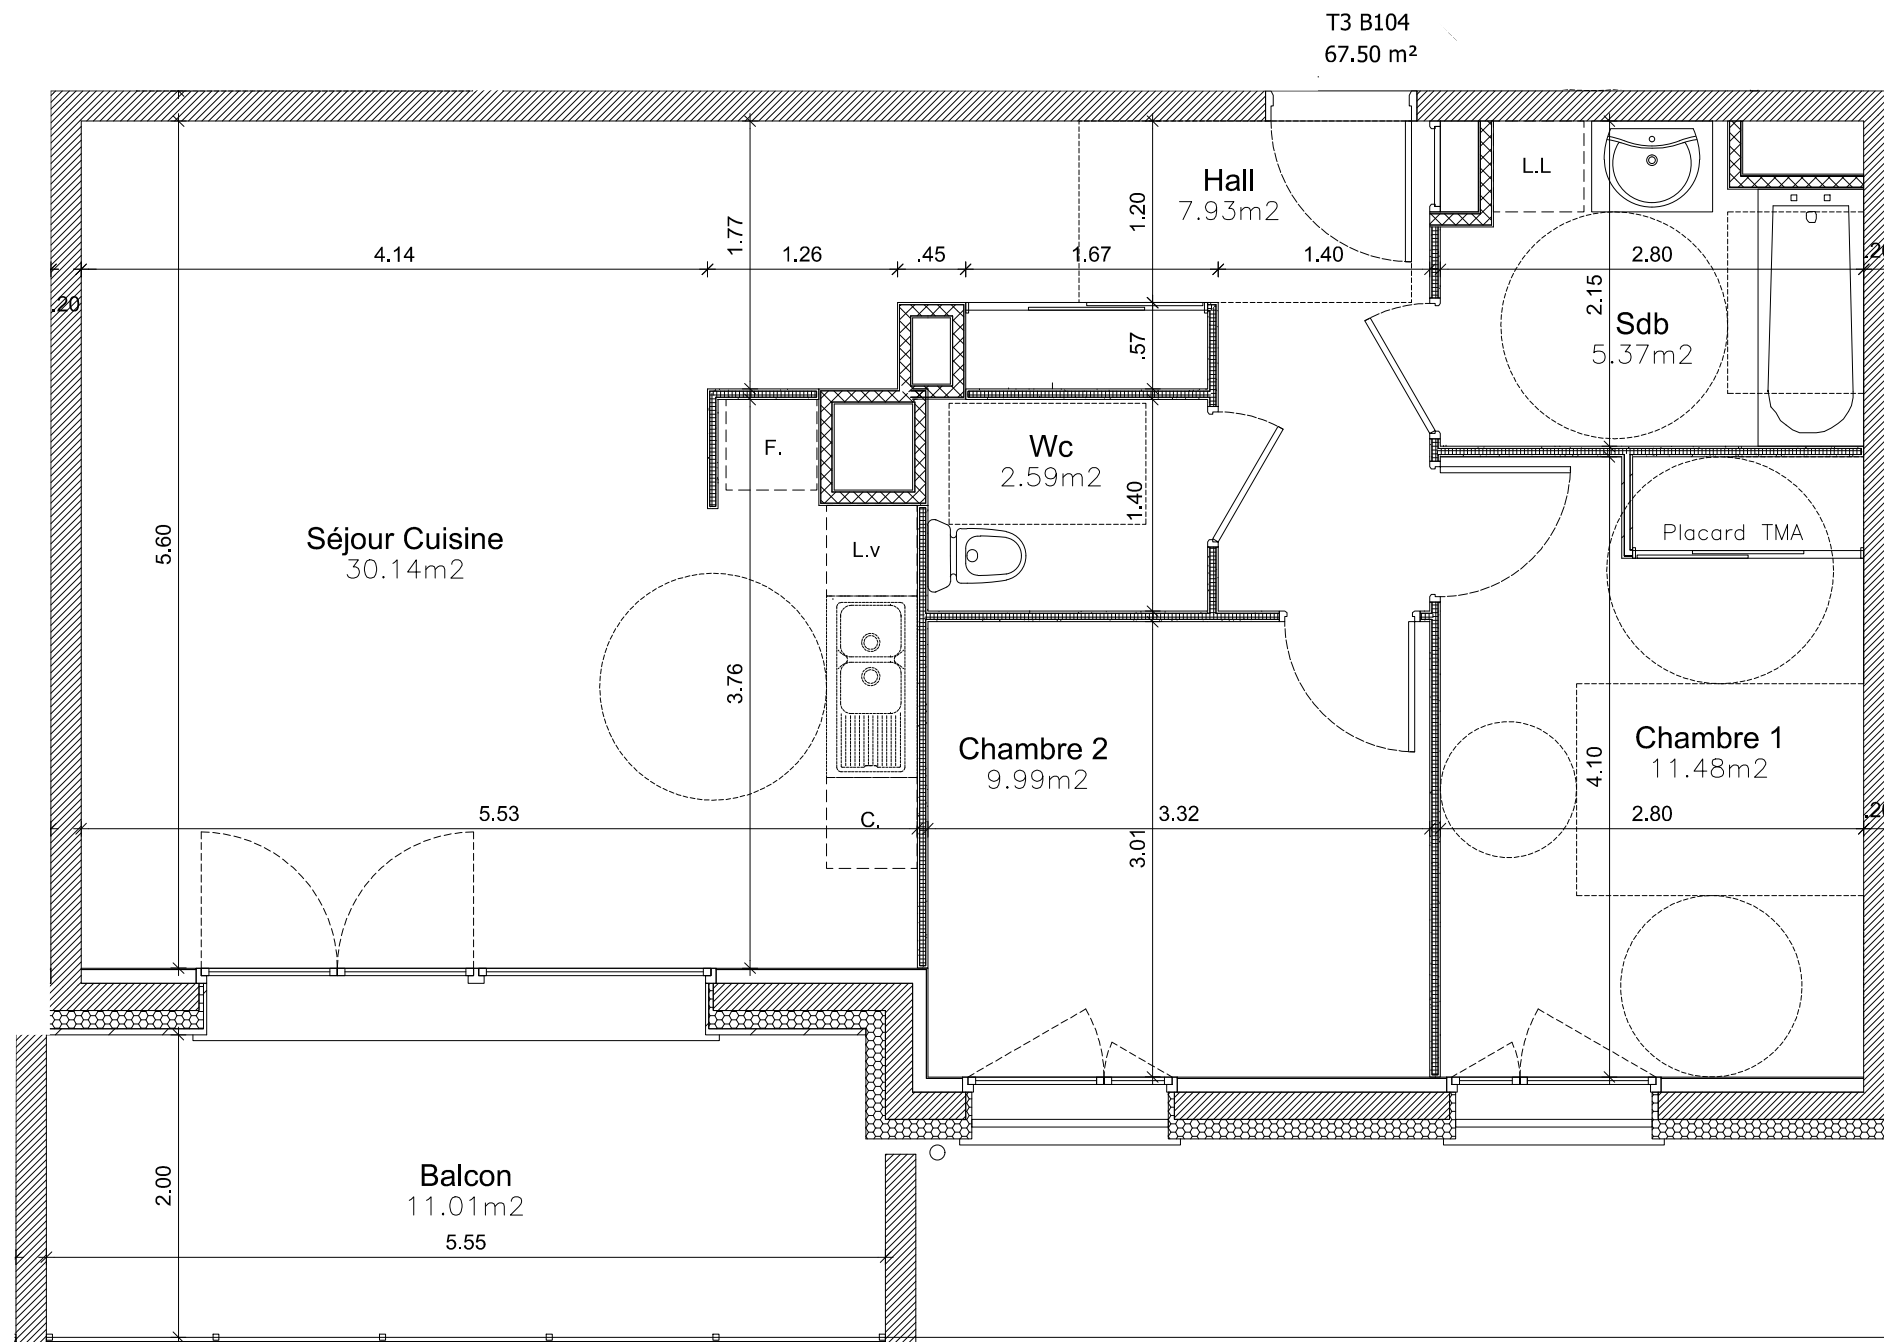 T3 B104
67.50 m²
Hall
7.93m2
L.L
1.77
1.20
4.14
1.26
.45
1.67
1.40
2.80
.20
.20
2.15
Sdb
5.37m2
.57
F.
Wc
2.59m2
1.40
5.60
Séjour Cuisine
30.14m2
L.v
Placard TMA
3.76
Chambre 2
9.99m2
Chambre 1
11.48m2
4.10
5.53
C.
3.32
2.80
.20
3.01
2.00
Balcon
11.01m2
5.55